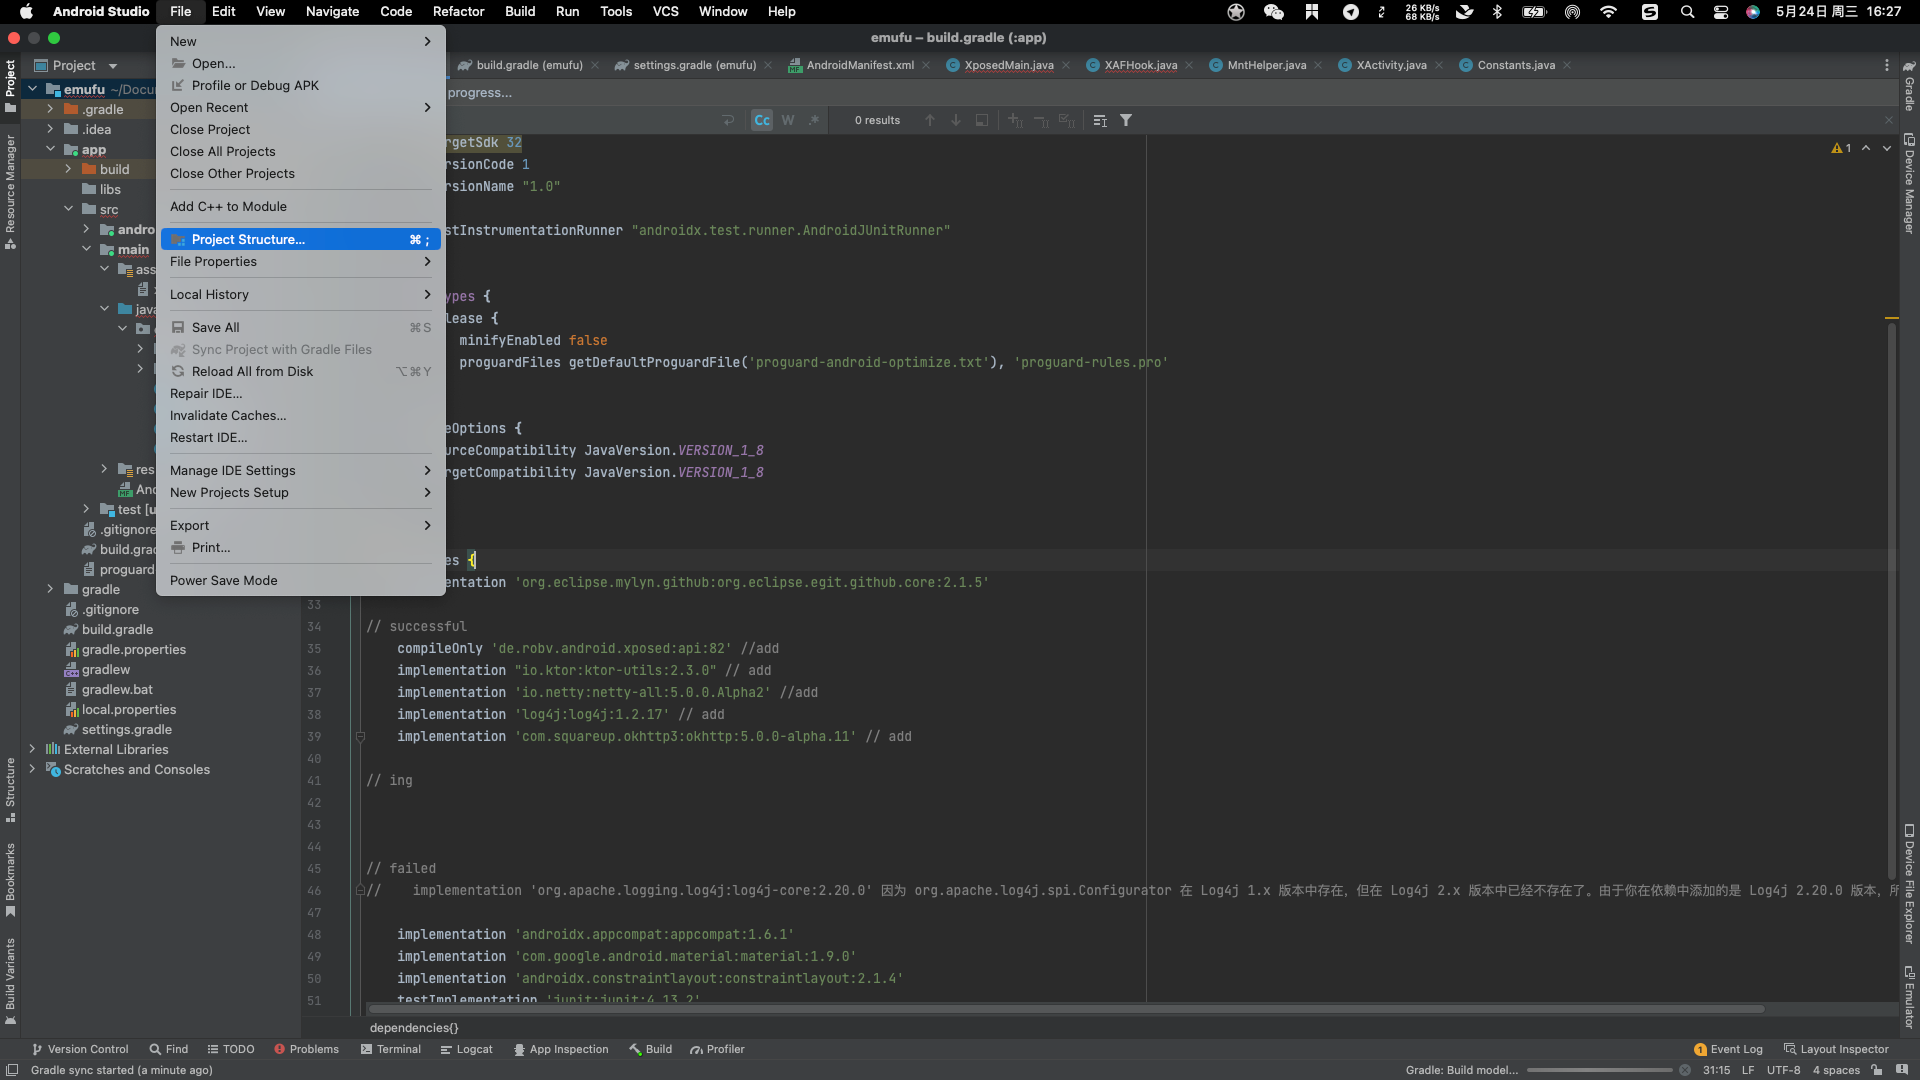 Android Studio File Edit View Navigate Code Refactor Build Run Tools VCS Window Help 26 KB/s 68 KB/s 5月24日 周三 16:27
emufu – build.gradle (:app)
Project
build.gradle (emufu) settings.gradle (emufu) AndroidManifest.xml XposedMain.java XAFHook.java MntHelper.java XActivity.java Constants.java
progress...
Cc W .* 0 results
1
Project
Resource Manager
Structure
Bookmarks
Build Variants
emufu ~/Docu
.gradle
.idea
app
build
libs
src
andro
main
ass
java
res
And
test [u
.gitignore
build.grad
proguard
gradle
.gitignore
build.gradle
gradle.properties
gradlew
gradlew.bat
local.properties
settings.gradle
External Libraries
Scratches and Consoles
New
Open...
Profile or Debug APK
Open Recent
Close Project
Close All Projects
Close Other Projects
Add C++ to Module
Project Structure... ⌘ ;
File Properties
Local History
Save All ⌘S
Sync Project with Gradle Files
Reload All from Disk ⌥⌘Y
Repair IDE...
Invalidate Caches...
Restart IDE...
Manage IDE Settings
New Projects Setup
Export
Print...
Power Save Mode
rgetSdk 32
rsionCode 1
rsionName "1.0"
stInstrumentationRunner "androidx.test.runner.AndroidJUnitRunner"
ypes {
lease {
minifyEnabled false
proguardFiles getDefaultProguardFile('proguard-android-optimize.txt'), 'proguard-rules.pro'
eOptions {
urceCompatibility JavaVersion.VERSION_1_8
rgetCompatibility JavaVersion.VERSION_1_8
es {
entation 'org.eclipse.mylyn.github:org.eclipse.egit.github.core:2.1.5'
33
34 // successful
35 compileOnly 'de.robv.android.xposed:api:82' //add
36 implementation "io.ktor:ktor-utils:2.3.0" // add
37 implementation 'io.netty:netty-all:5.0.0.Alpha2' //add
38 implementation 'log4j:log4j:1.2.17' // add
39 implementation 'com.squareup.okhttp3:okhttp:5.0.0-alpha.11' // add
40
41 // ing
42
43
44
45 // failed
46 // implementation 'org.apache.logging.log4j:log4j-core:2.20.0' 因为 org.apache.log4j.spi.Configurator 在 Log4j 1.x 版本中存在，但在 Log4j 2.x 版本中已经不存在了。由于你在依赖中添加的是 Log4j 2.20.0 版本，所
47
48 implementation 'androidx.appcompat:appcompat:1.6.1'
49 implementation 'com.google.android.material:material:1.9.0'
50 implementation 'androidx.constraintlayout:constraintlayout:2.1.4'
51 testImplementation 'junit:junit:4.13.2'
dependencies{}
Gradle
Device Manager
Device File Explorer
Emulator
Version Control Find TODO Problems Terminal Logcat App Inspection Build Profiler 1 Event Log Layout Inspector
Gradle sync started (a minute ago) Gradle: Build model... 31:15 LF UTF-8 4 spaces